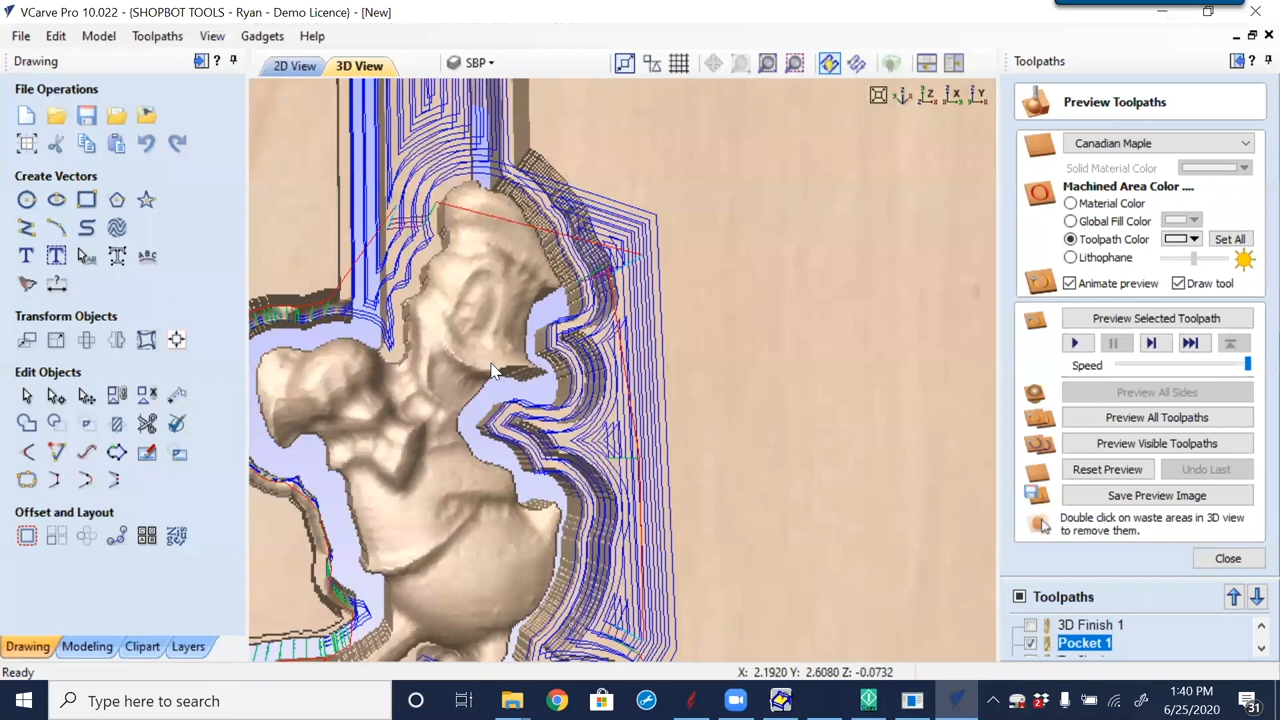 VCarve Pro 10.022 - {SHOPBOT TOOLS - Ryan - Demo Licence} - [New]
File Edit Model Toolpaths View Gadgets Help
Drawing
File Operations
Create Vectors
Transform Objects
Edit Objects
Offset and Layout
Drawing Modeling Clipart Layers
2D View 3D View SBP
Toolpaths
Preview Toolpaths
Canadian Maple
Solid Material Color
Machined Area Color ....
Material Color
Global Fill Color
Toolpath Color Set All
Lithophane
Animate preview Draw tool
Preview Selected Toolpath
Speed
Preview All Sides
Preview All Toolpaths
Preview Visible Toolpaths
Reset Preview Undo Last
Save Preview Image
Double click on waste areas in 3D view
to remove them.
Close
Toolpaths
3D Finish 1
Pocket 1
Ready X: 2.1920 Y: 2.6080 Z: -0.0732
Type here to search
1:40 PM
6/25/2020
31